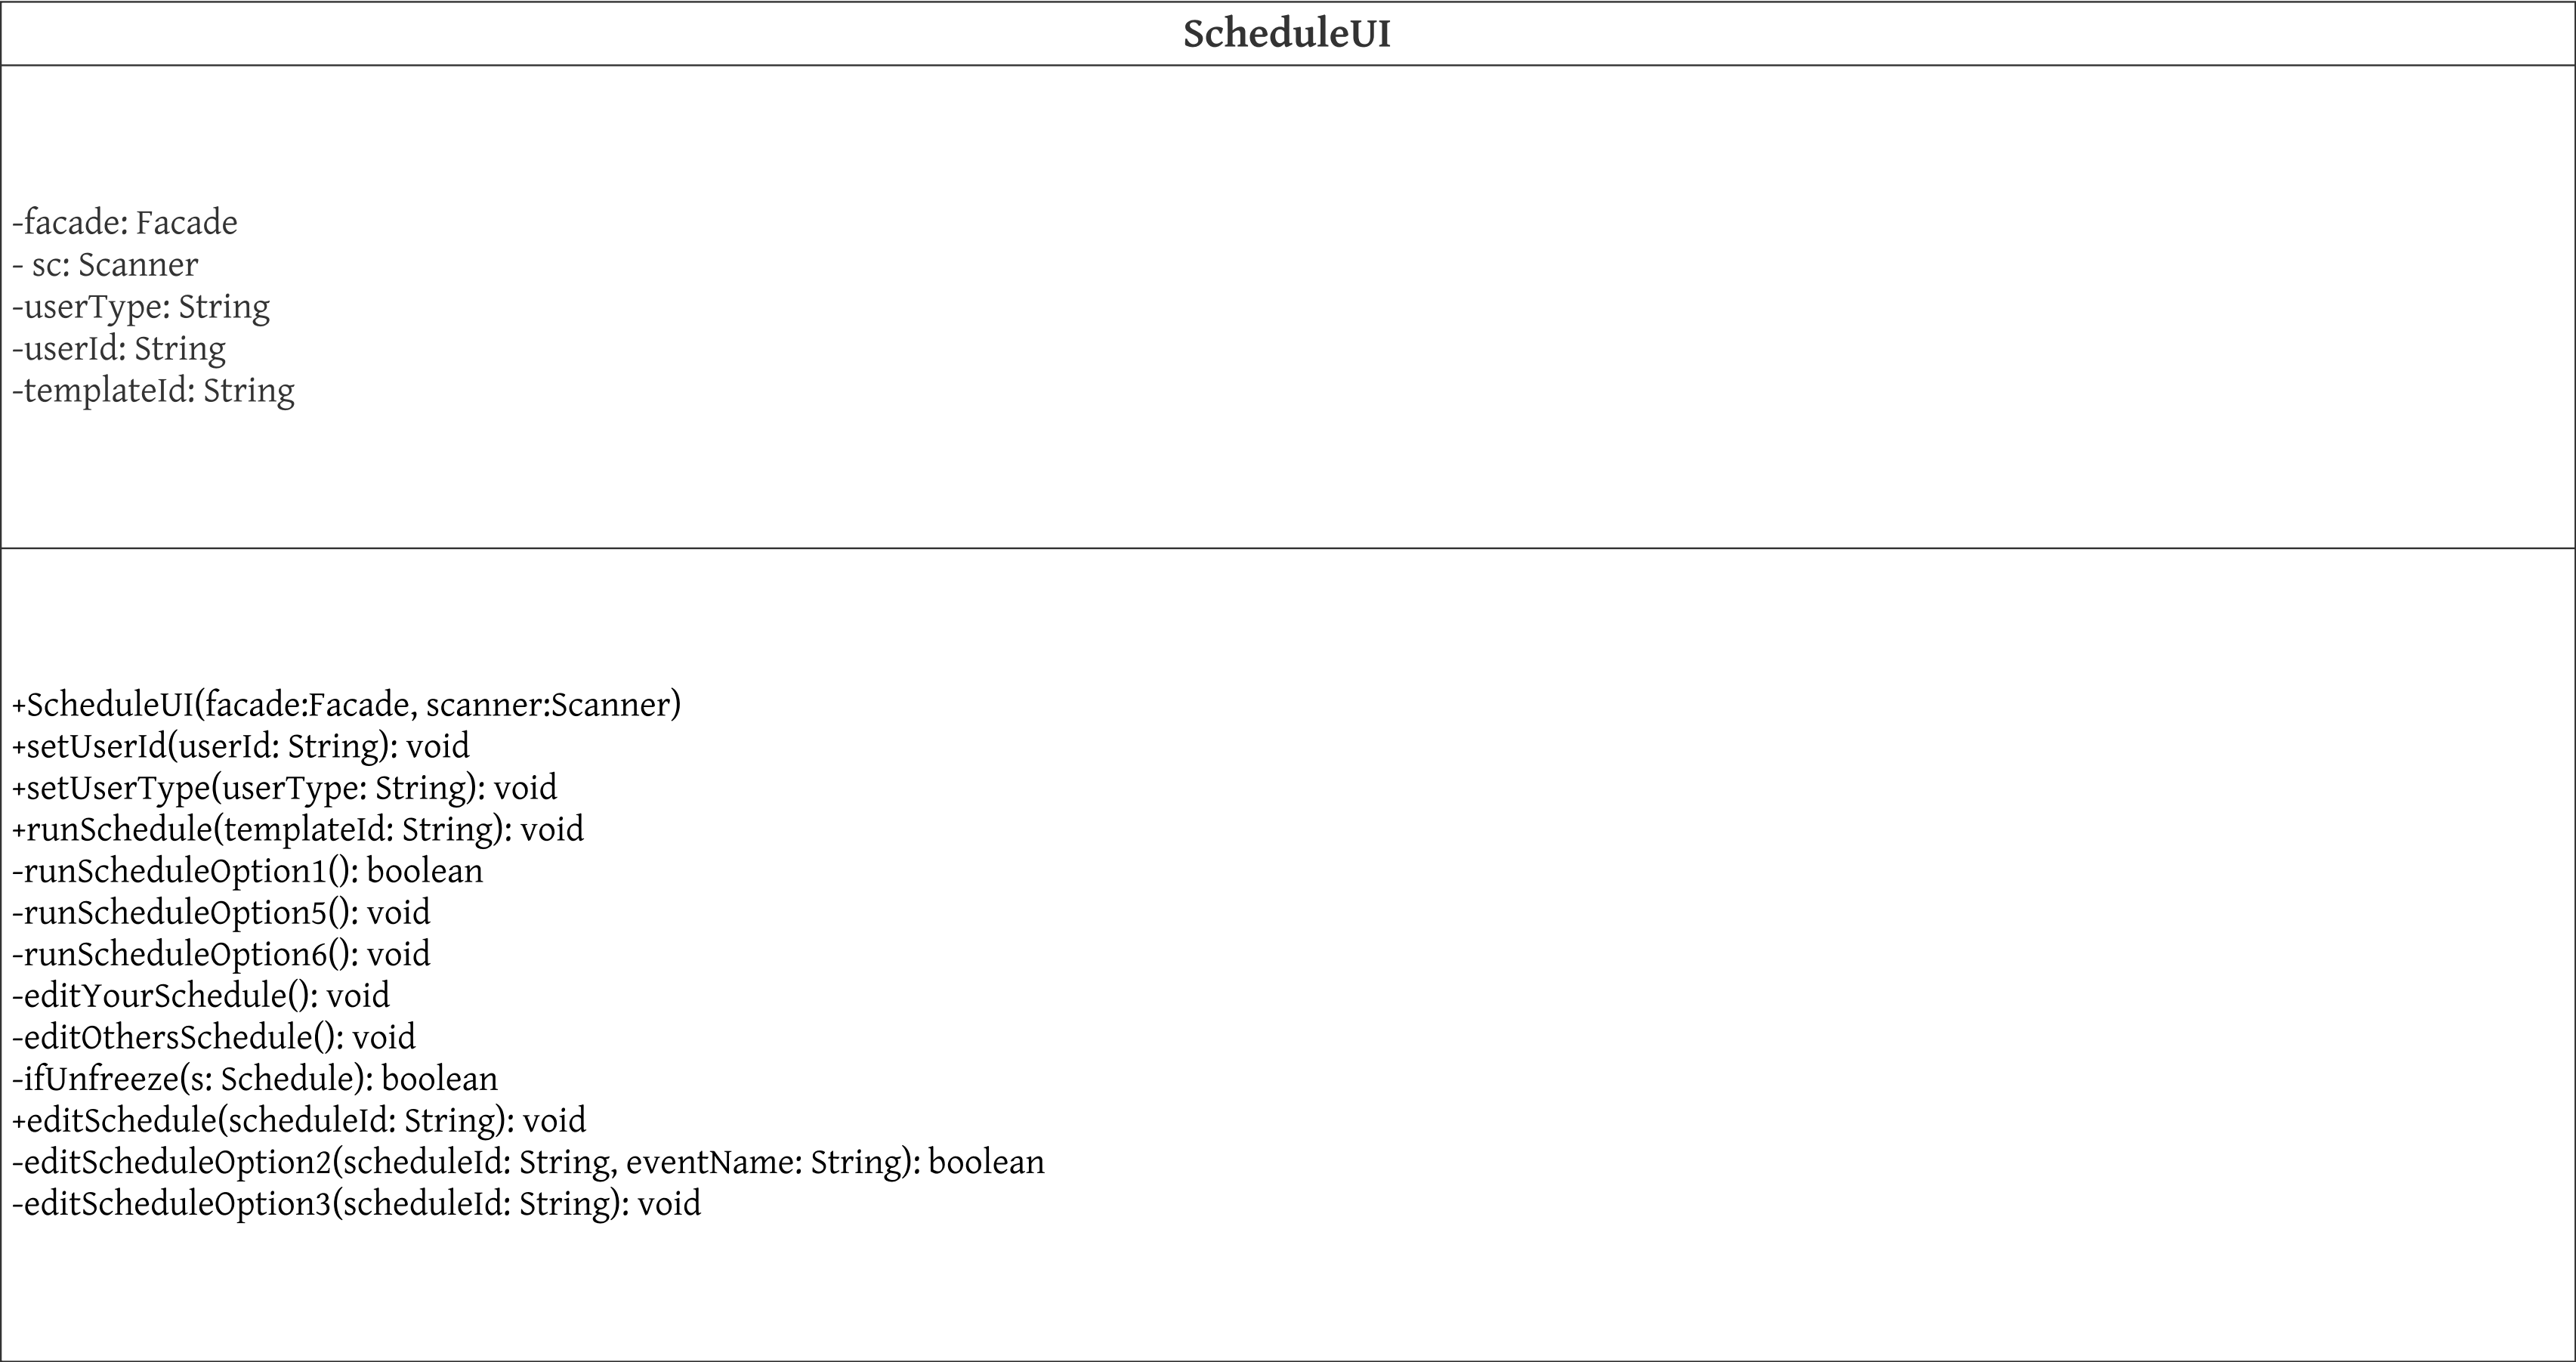 ScheduleUI
-facade: Facade
- sc: Scanner
-userType: String
-userId: String
-templateId: String
+ScheduleUI(facade:Facade, scanner:Scanner)
+setUserId(userId: String): void
+setUserType(userType: String): void
+runSchedule(templateId: String): void
-runScheduleOption1(): boolean
-runScheduleOption5(): void
-runScheduleOption6(): void
-editYourSchedule(): void
-editOthersSchedule(): void
-ifUnfreeze(s: Schedule): boolean
+editSchedule(scheduleId: String): void
-editScheduleOption2(scheduleId: String, eventName: String): boolean
-editScheduleOption3(scheduleId: String): void